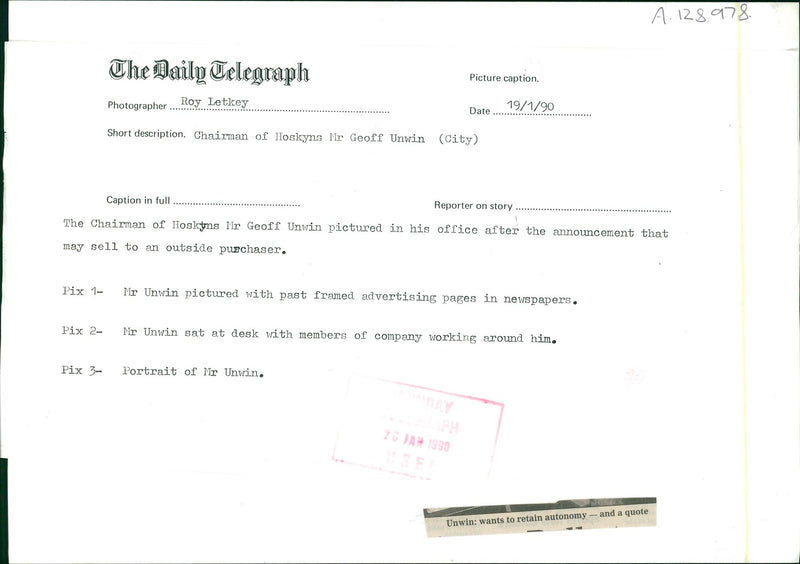 A.128978
The Daily Telegraph
Picture caption.
Photographer Roy Letkey
Date 19/1/90
Short description. Chairman of Hoskyns Mr Geoff Unwin (City)
Caption in full
Reporter on story
The Chairman of Hoskyns Mr Geoff Unwin pictured in his office after the announcement that
may sell to an outside purchaser.
Pix 1- Mr Unwin pictured with past framed advertising pages in newspapers.
Pix 2- Mr Unwin sat at desk with members of company working around him.
Pix 3- Portrait of Mr Unwin.
26 JAN 1990
Unwin: wants to retain autonomy — and a quote